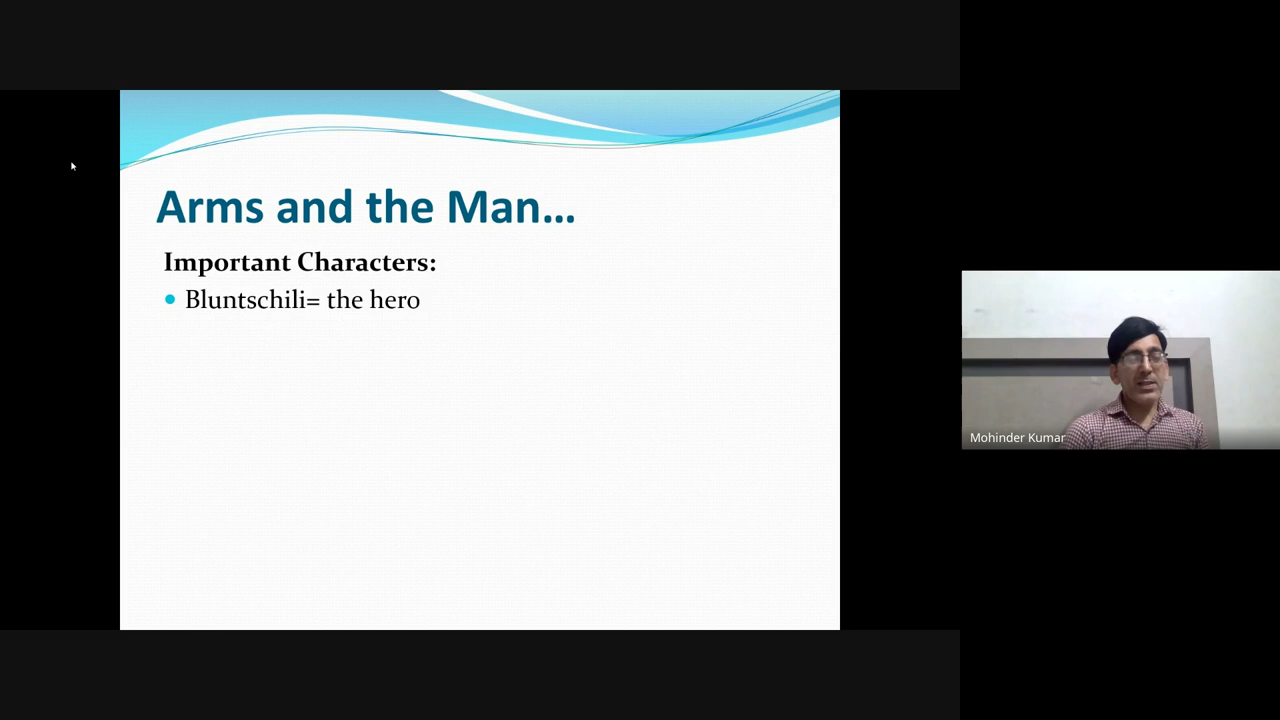 Arms and the Man...
Important Characters:
Bluntschili= the hero
Mohinder Kumar